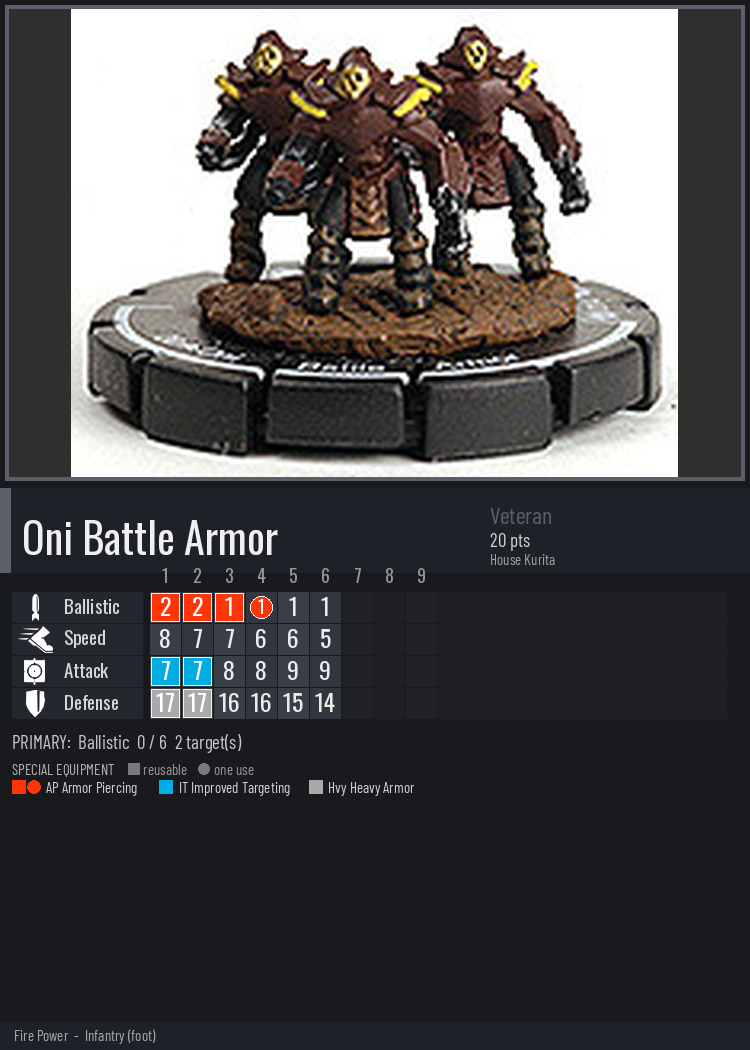 Battle Armor
Oni Battle Armor
Veteran
20 pts
House Kurita
1 2 3 4 5 6 7 8 9
Ballistic 2 2 1 1 1 1
Speed 8 7 7 6 6 5
Attack 7 7 8 8 9 9
Defense 17 17 16 16 15 14
PRIMARY: Ballistic 0 / 6 2 target(s)
SPECIAL EQUIPMENT reusable one use
AP Armor Piercing IT Improved Targeting Hvy Heavy Armor
Fire Power - Infantry (foot)